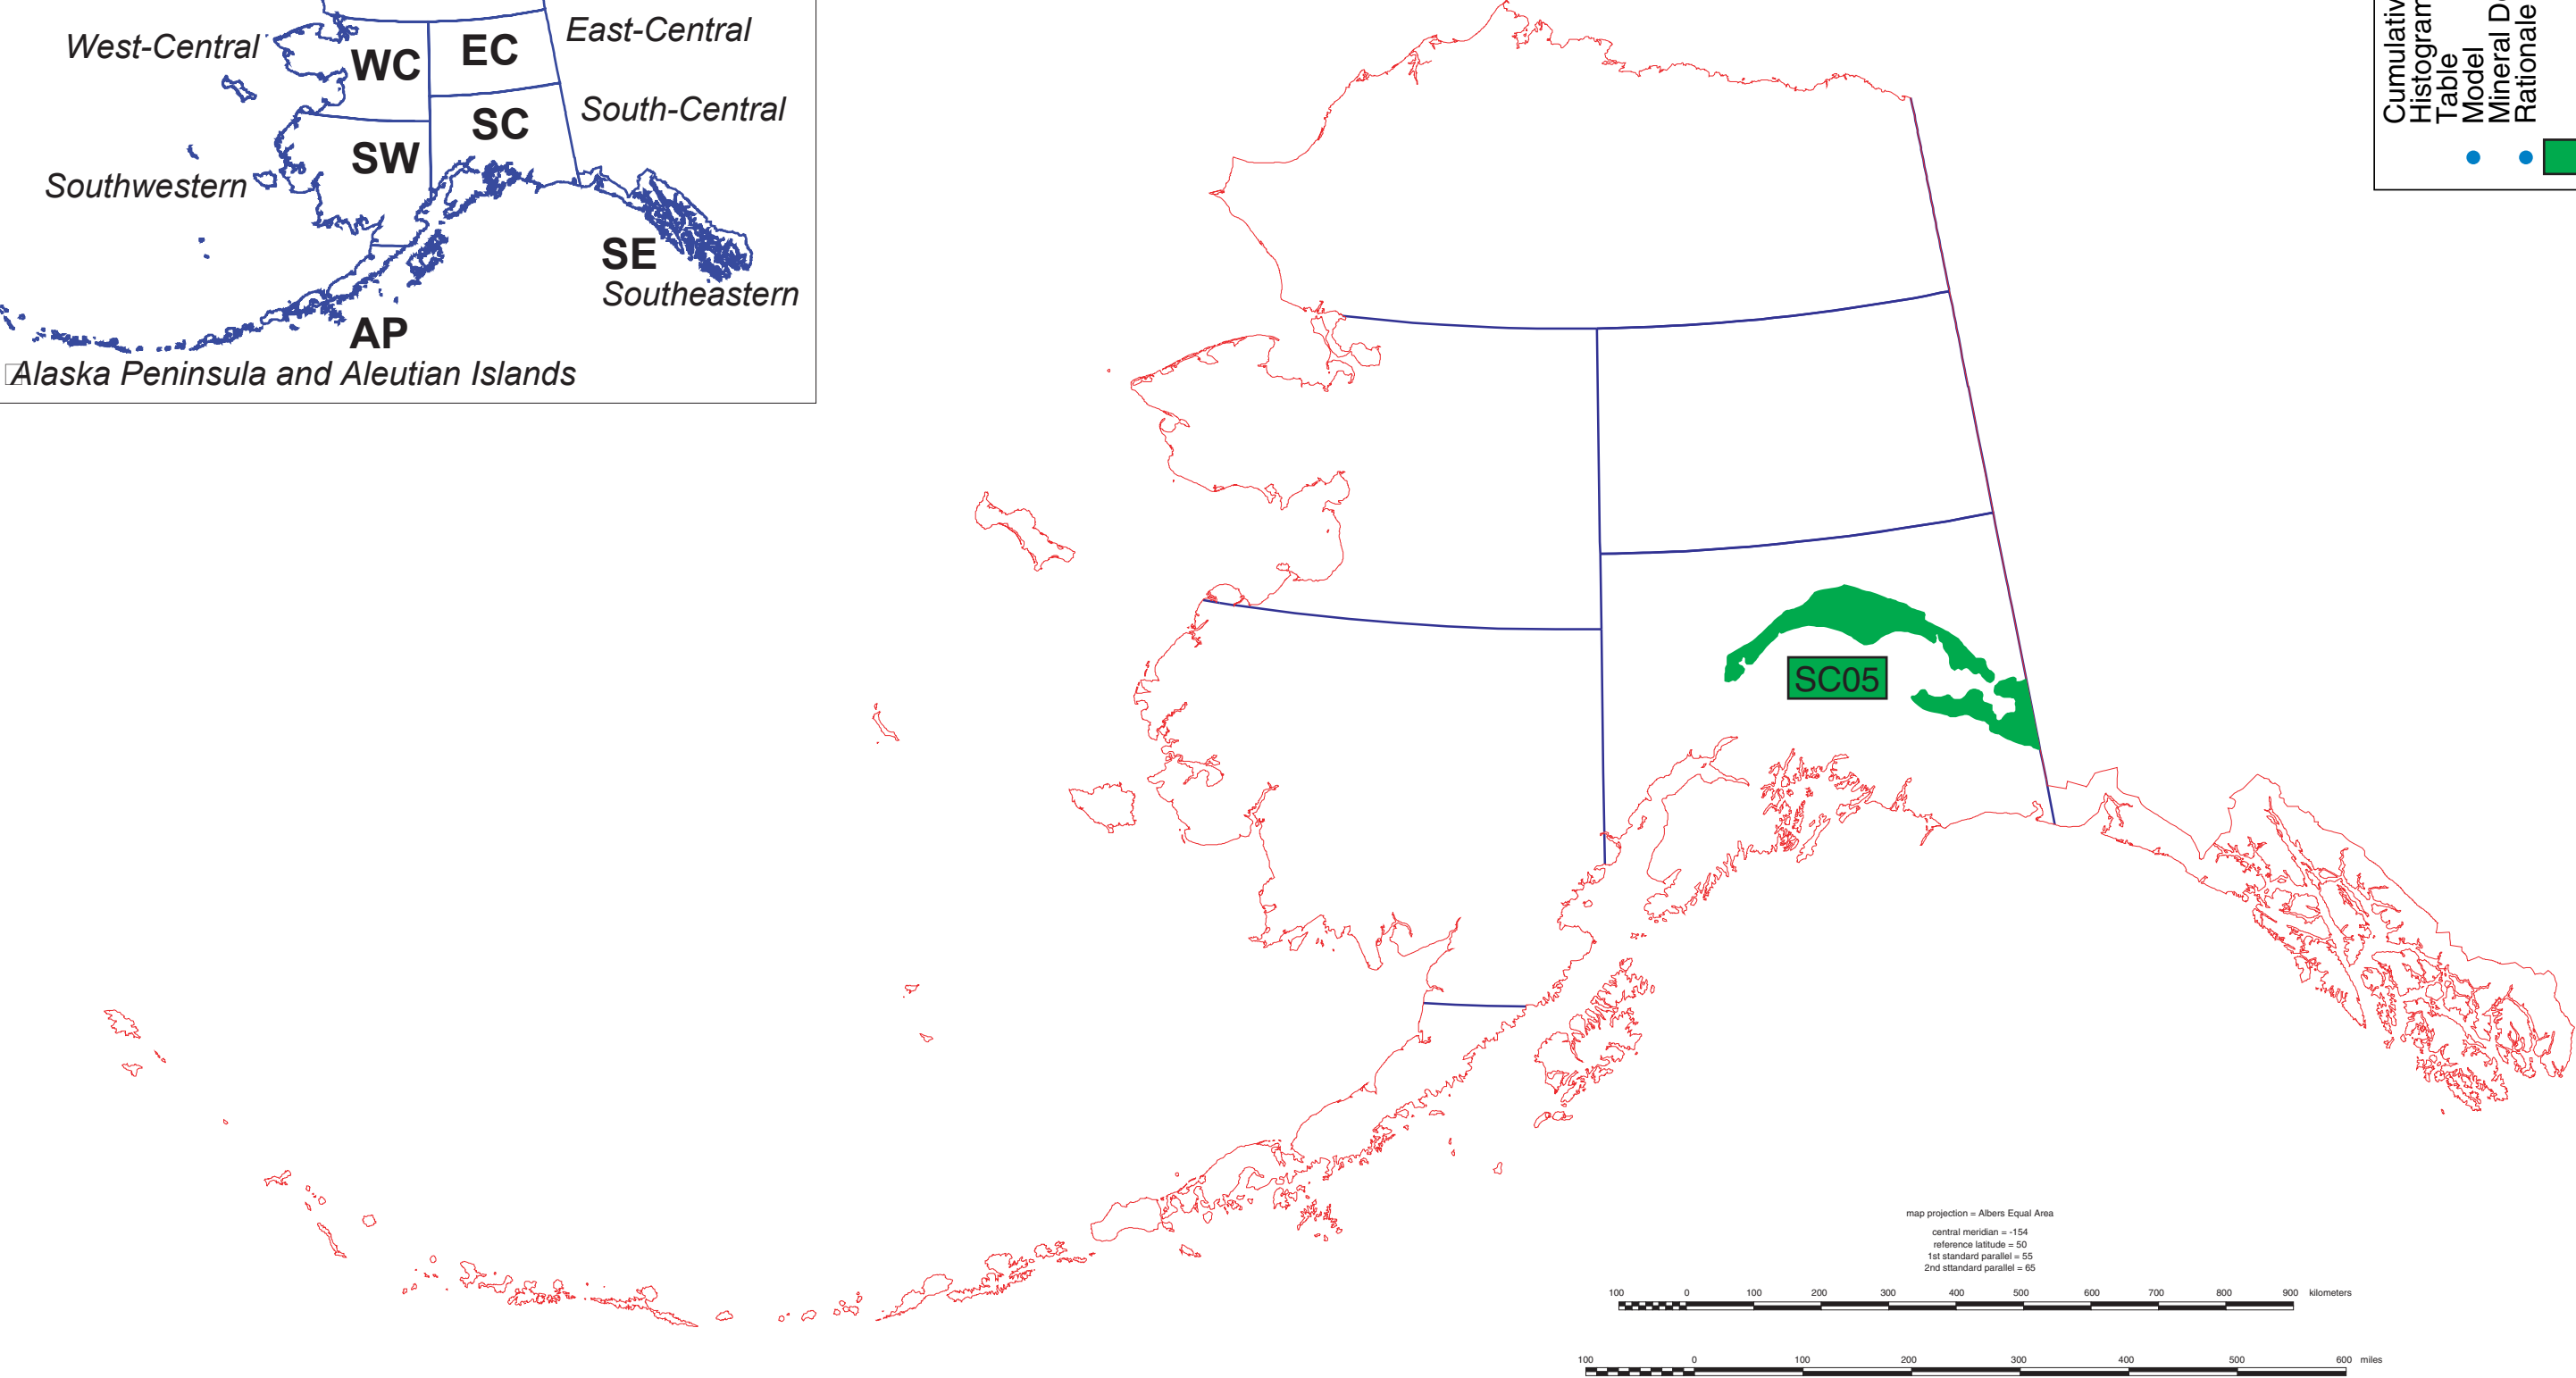 West-Central
WC
EC
East-Central
South-Central
SC
SW
Southwestern
SE
Southeastern
AP
Alaska Peninsula and Aleutian Islands
Histogram
Table
Model
Mineral
Rationale
SC05
map projection = Albers Equal Area
central meridian = -154
reference latitude = 50
1st standard parallel = 55
2nd sttandard parallel = 65
100 0 100 200 300 400 500 600 700 800 900 kilometers
100 0 100 200 300 400 500 600 miles